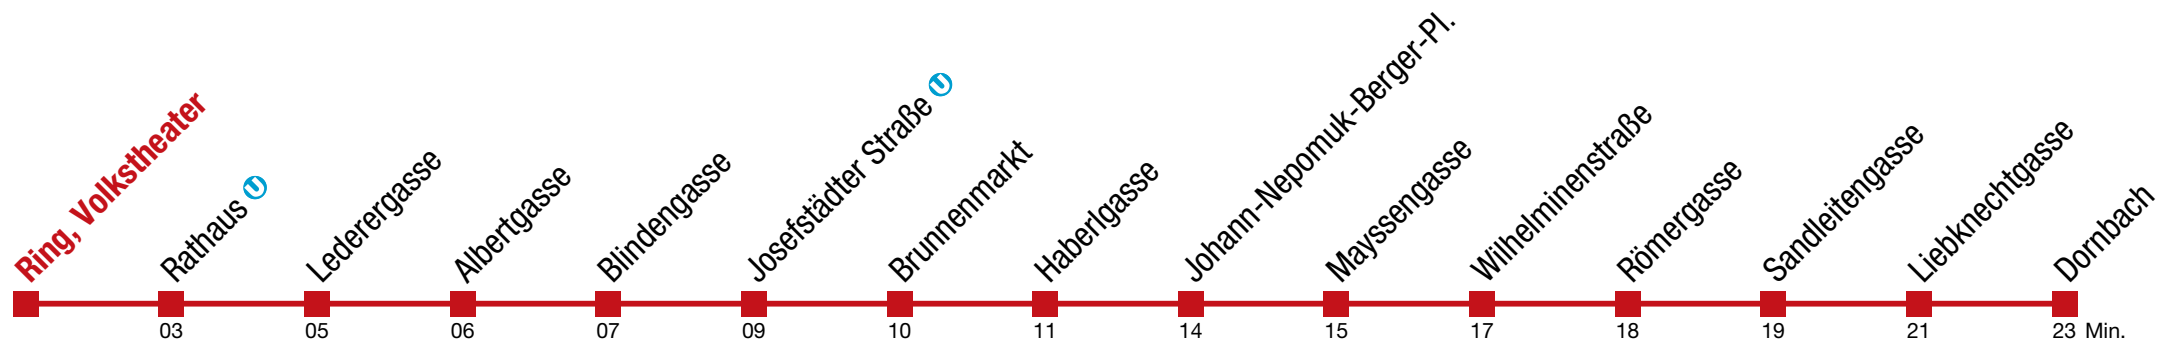 Ring, Volkstheater
Rathaus U
Lederergasse
Albertgasse
Blindengasse
Josefstädter Straße U
Brunnenmarkt
Haberlgasse
Johann-Nepomuk-Berger-Pl.
Mayssengasse
Wilhelminenstraße
Römergasse
Sandleitengasse
Liebknechtgasse
Dornbach
03 05 06 07 09 10 11 14 15 17 18 19 21 23 Min.